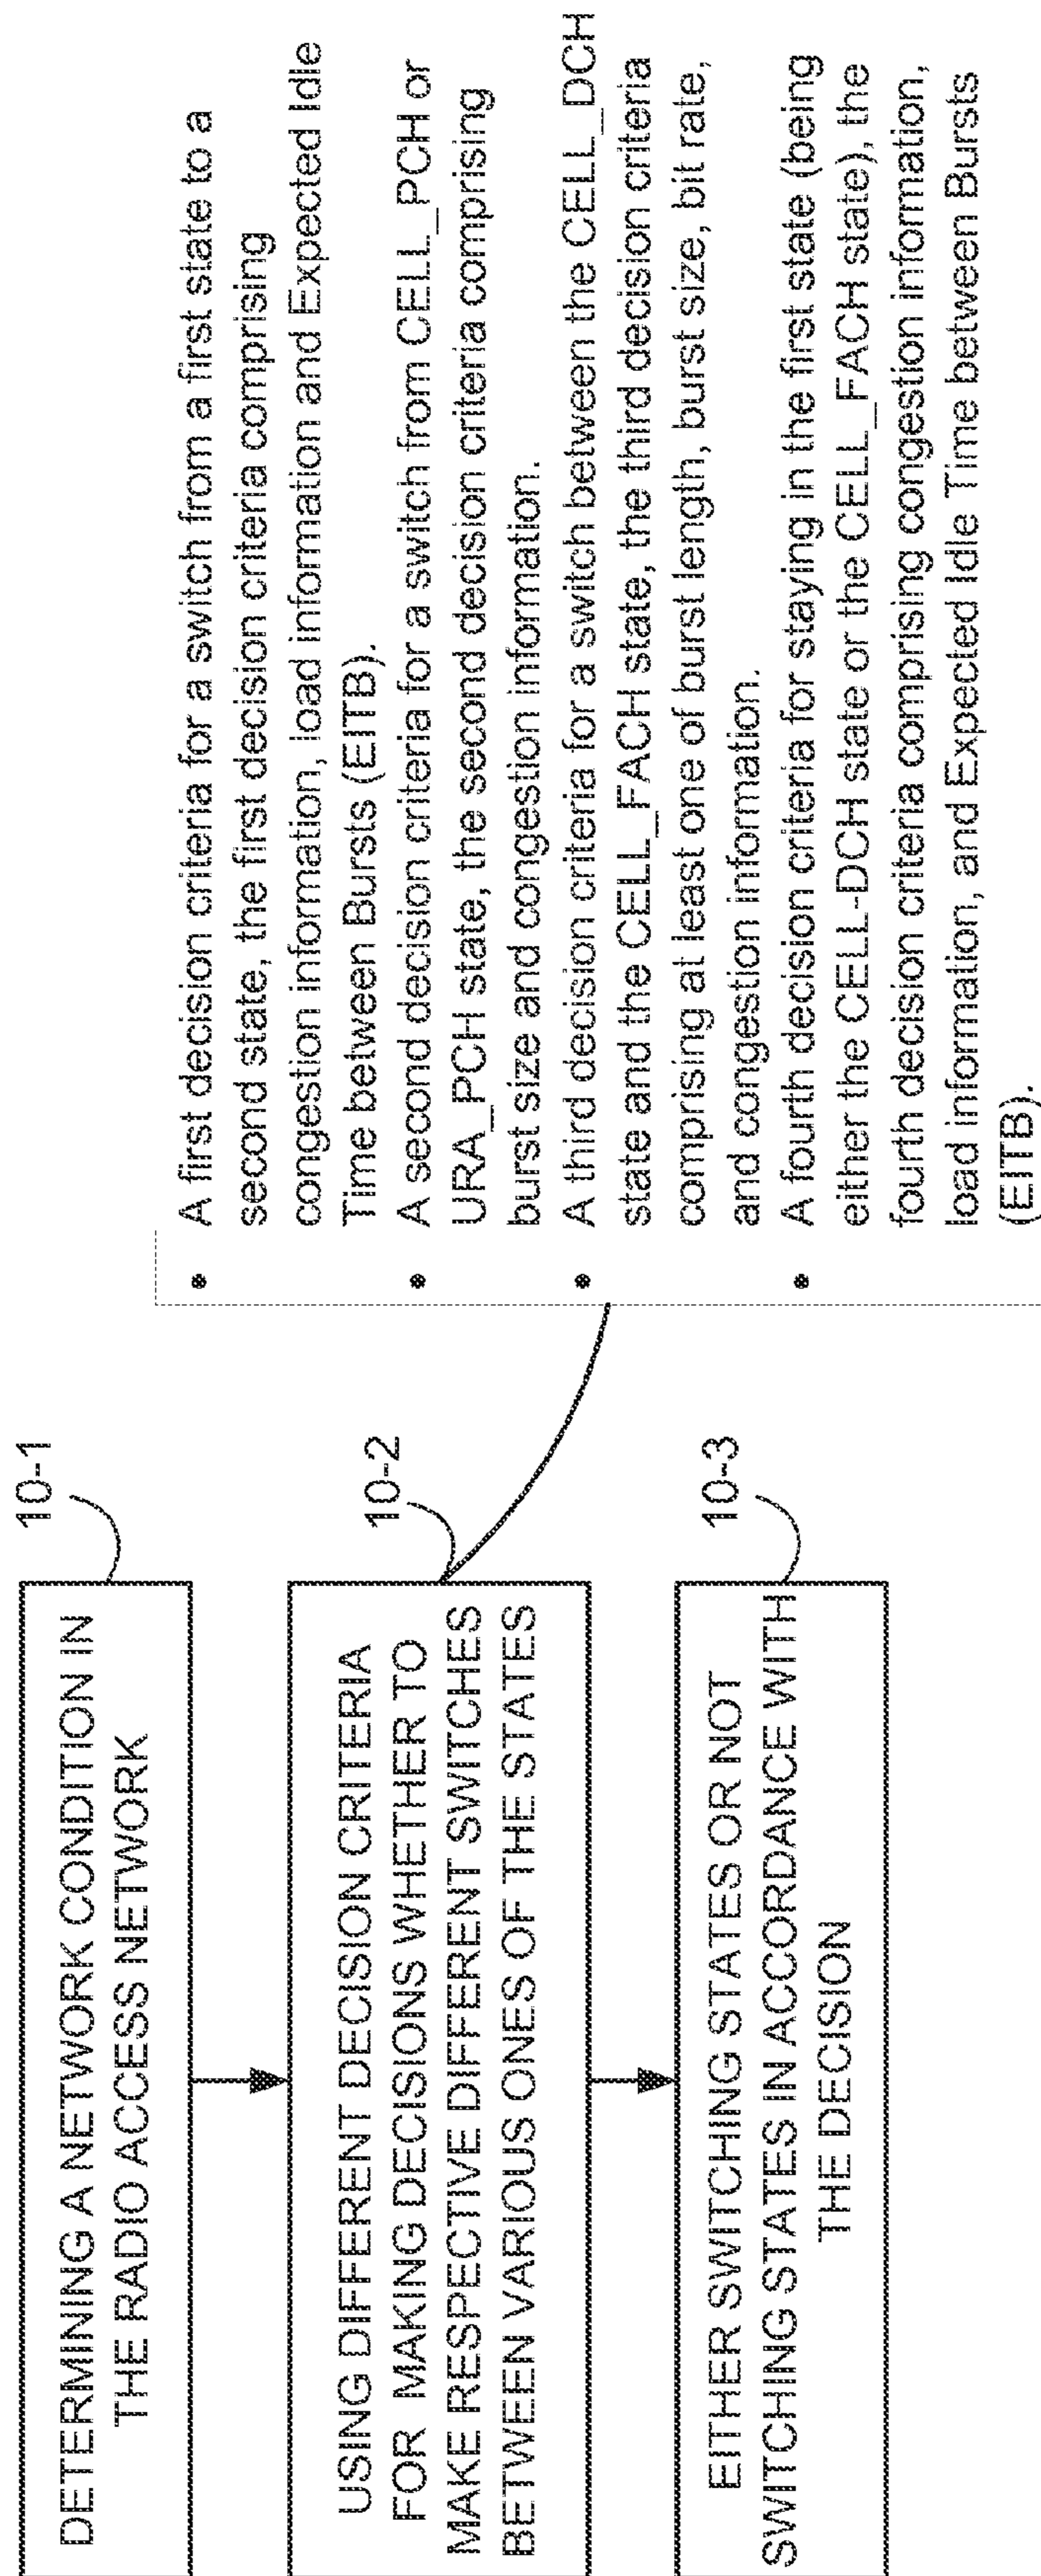 10-1
DETERMINING A NETWORK CONDITION IN
THE RADIO ACCESS NETWORK
10-2
USING DIFFERENT DECISION CRITERIA
FOR MAKING DECISIONS WHETHER TO
MAKE RESPECTIVE DIFFERENT SWITCHES
BETWEEN VARIOUS ONES OF THE STATES
10-3
EITHER SWITCHING STATES OR NOT
SWITCHING STATES IN ACCORDANCE WITH
THE DECISION
• A first decision criteria for a switch from a first state to a
second state, the first decision criteria comprising
congestion information, load information and Expected Idle
Time between Bursts (EITB).
• A second decision criteria for a switch from CELL_PCH or
URA_PCH state, the second decision criteria comprising
burst size and congestion information.
• A third decision criteria for a switch between the CELL_DCH
state and the CELL_FACH state, the third decision criteria
comprising at least one of burst length, burst size, bit rate,
and congestion information.
• A fourth decision criteria for staying in the first state (being
either the CELL-DCH state or the CELL_FACH state), the
fourth decision criteria comprising congestion information,
load information, and Expected Idle Time between Bursts
(EITB).